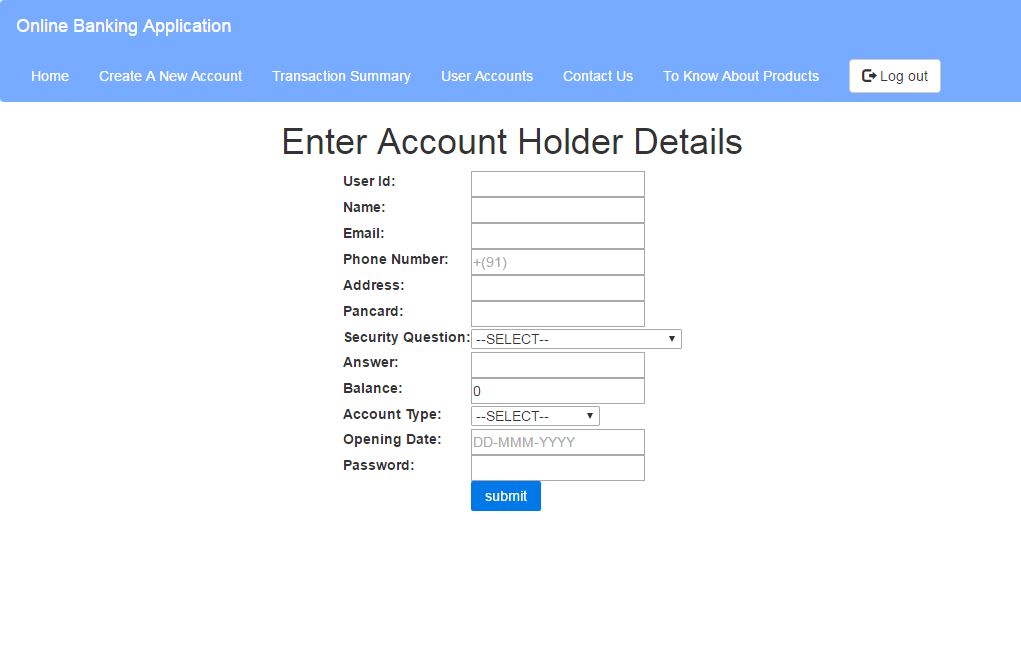 Online Banking Application
Home Create A New Account Transaction Summary User Accounts Contact Us To Know About Products Log out
Enter Account Holder Details
User Id:
Name:
Email:
Phone Number: +(91)
Address:
Pancard:
Security Question: --SELECT--
Answer:
Balance: 0
Account Type: --SELECT--
Opening Date: DD-MMM-YYYY
Password:
submit